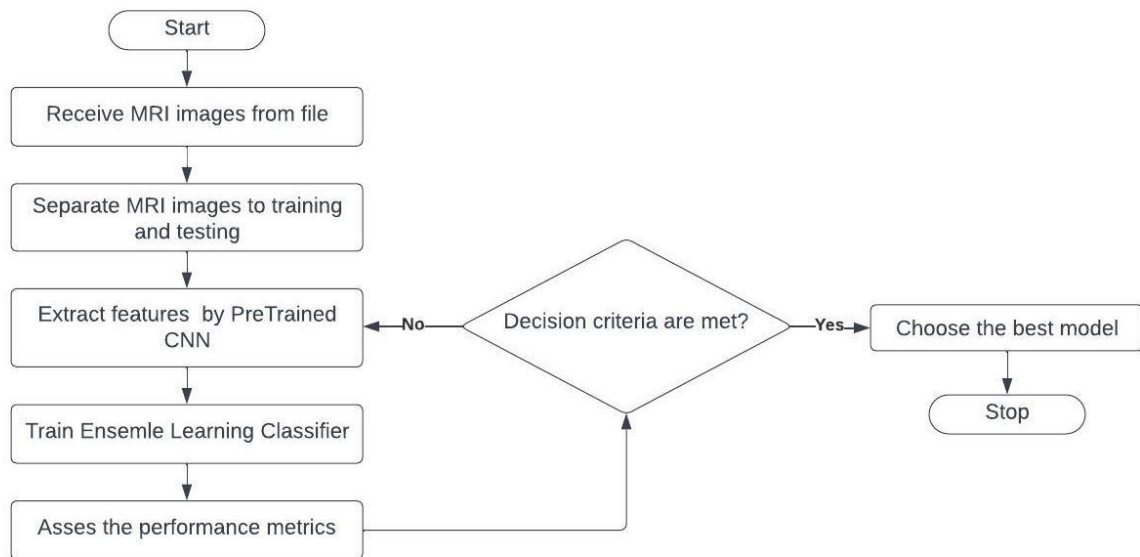 Start
Receive MRI images from file
Separate MRI images to training
and testing
Extract features by PreTrained
CNN
No
Decision criteria are met?
Yes
Choose the best model
Train Ensemle Learning Classifier
Stop
Asses the performance metrics